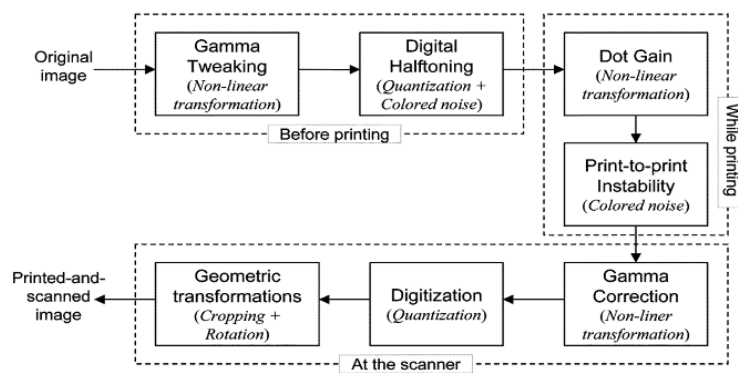 Original
image
Gamma
Tweaking
(Non-linear
transformation)
Digital
Halftoning
(Quantization +
Colored noise)
Before printing
Dot Gain
(Non-linear
transformation)
Print-to-print
Instability
(Colored noise)
While printing
Gamma
Correction
(Non-liner
transformation)
Digitization
(Quantization)
Geometric
transformations
(Cropping +
Rotation)
At the scanner
Printed-and-
scanned
image